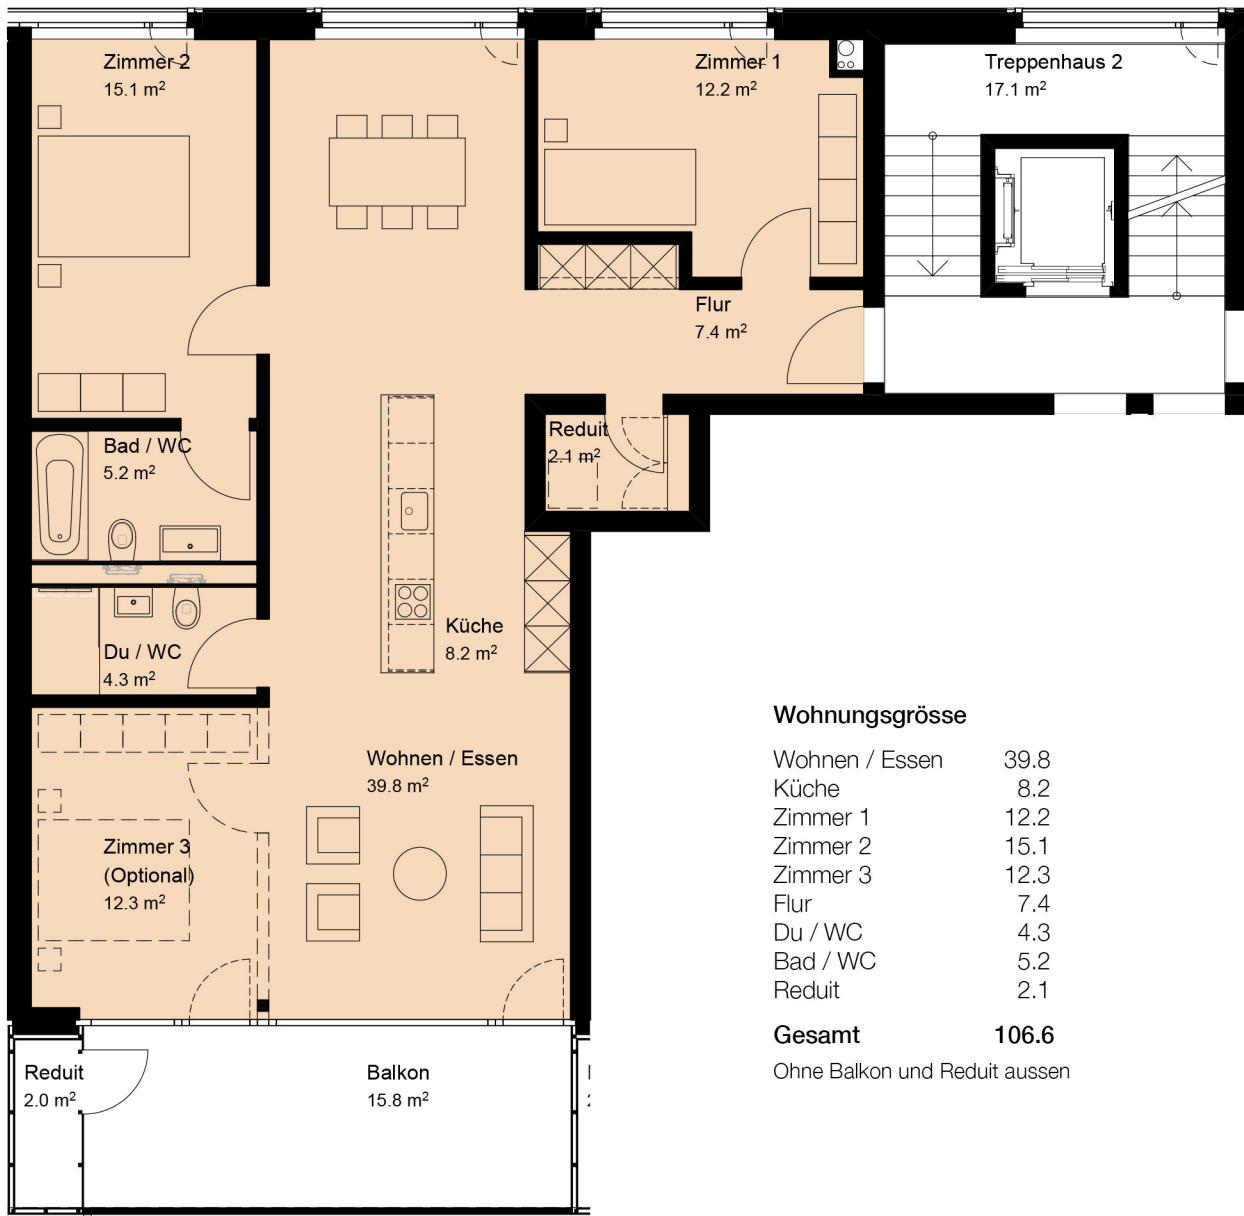 Zimmer 2
15.1 m²
Zimmer 1
12.2 m²
Treppenhaus 2
17.1 m²
Flur
7.4 m²
Bad / WC
5.2 m²
Reduit
2.1 m²
Küche
8.2 m²
Du / WC
4.3 m²
Wohnen / Essen
39.8 m²
Zimmer 3
(Optional)
12.3 m²
Reduit
2.0 m²
Balkon
15.8 m²
Wohnungsgrösse
Wohnen / Essen 39.8
Küche 8.2
Zimmer 1 12.2
Zimmer 2 15.1
Zimmer 3 12.3
Flur 7.4
Du / WC 4.3
Bad / WC 5.2
Reduit 2.1
Gesamt 106.6
Ohne Balkon und Reduit aussen